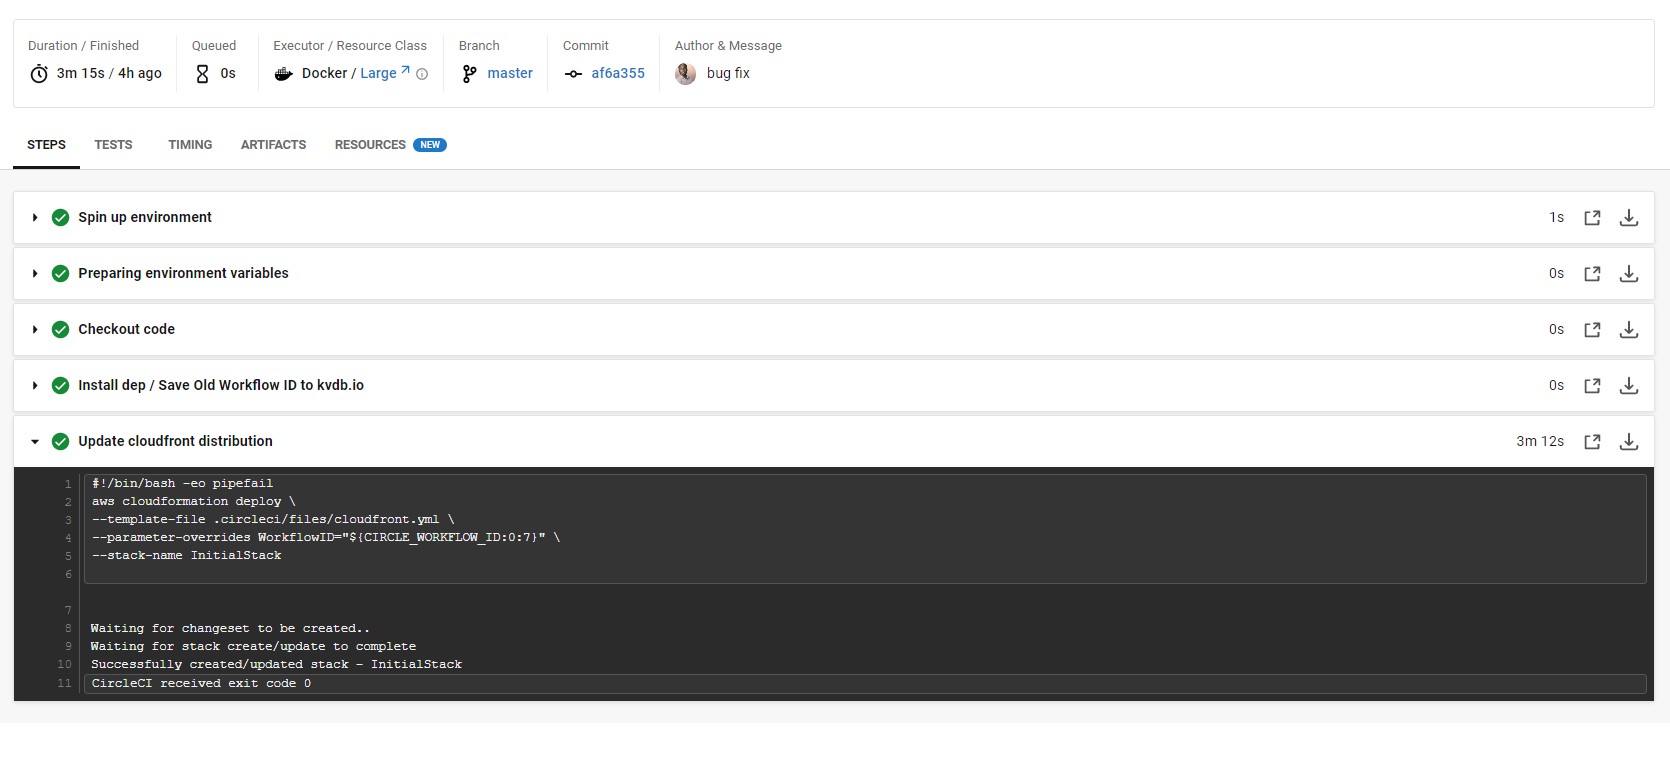 Duration / Finished Queued Executor / Resource Class Branch Commit Author & Message
3m 15s / 4h ago 0s Docker / Large master af6a355 bug fix
STEPS TESTS TIMING ARTIFACTS RESOURCES NEW
Spin up environment 1s
Preparing environment variables 0s
Checkout code 0s
Install dep / Save Old Workflow ID to kvdb.io 0s
Update cloudfront distribution 3m 12s
1 #!/bin/bash -eo pipefail
2 aws cloudformation deploy \
3 --template-file .circleci/files/cloudfront.yml \
4 --parameter-overrides WorkflowID="${CIRCLE_WORKFLOW_ID:0:7}" \
5 --stack-name InitialStack
6
7
8 Waiting for changeset to be created..
9 Waiting for stack create/update to complete
10 Successfully created/updated stack - InitialStack
11 CircleCI received exit code 0